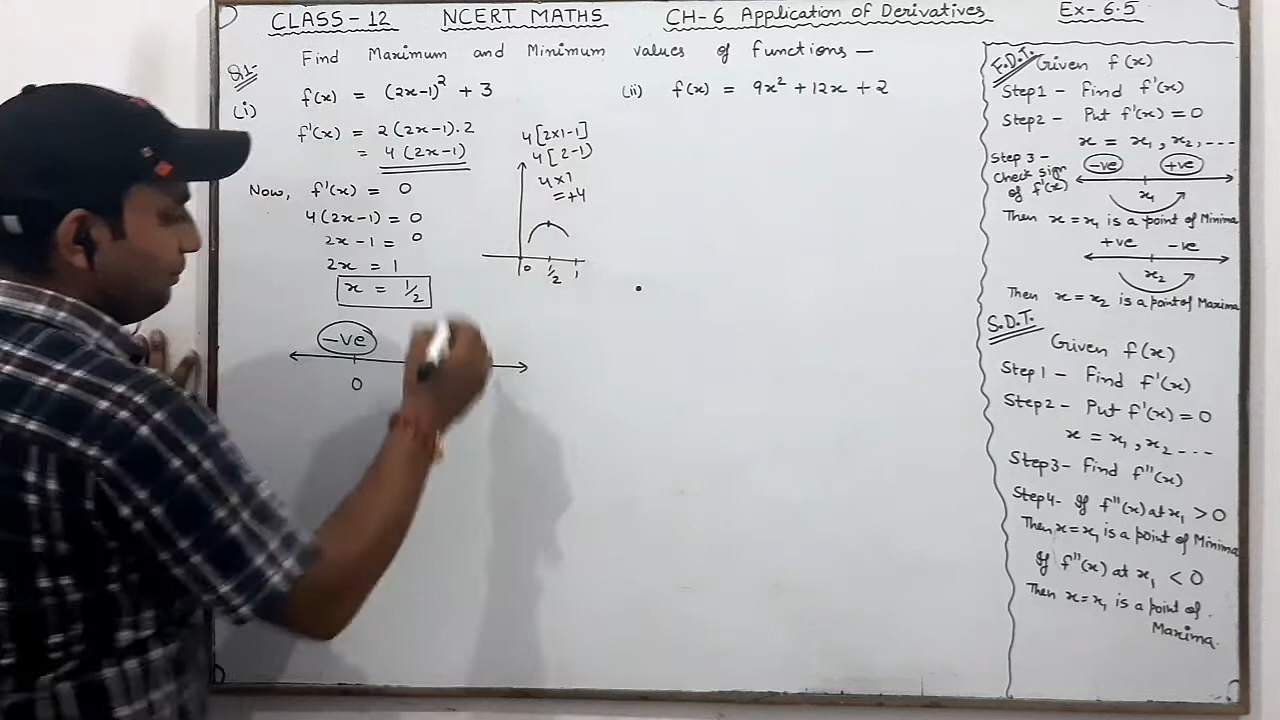 CLASS-12 NCERT MATHS CH-6 Application of Derivatives Ex-6.5
Find Maximum and Minimum values of functions —
Q1-
(i) f(x) = (2x-1)² + 3
f'(x) = 2(2x-1).2
= 4(2x-1)
Now, f'(x) = 0
4(2x-1) = 0
2x-1 = 0
2x = 1
x = 1/2
-ve
0
4[2x1-1]
4[2-1)
4x1
=+4
0 1/2 1
(ii) f(x) = 9x² + 12x + 2
F.D.T. Given f(x)
Step1 - Find f'(x)
Step2 - Put f'(x) = 0
x = x₁, x₂, ----
Step 3 - -ve +ve
Check sign
of f'(x) x₁
Then x = x₁ is a point of Minima
+ve -ve
x₂
Then x = x₂ is a point of Maxima
S.D.T.
Given f(x)
Step1 - Find f'(x)
Step2 - Put f'(x) = 0
x = x₁, x₂ ---
Step3 - Find f''(x)
Step4- If f''(x) at x₁ > 0
Then x = x₁ is a point of Minima
If f''(x) at x₁ < 0
Then x = x₁ is a point of
Maxima.